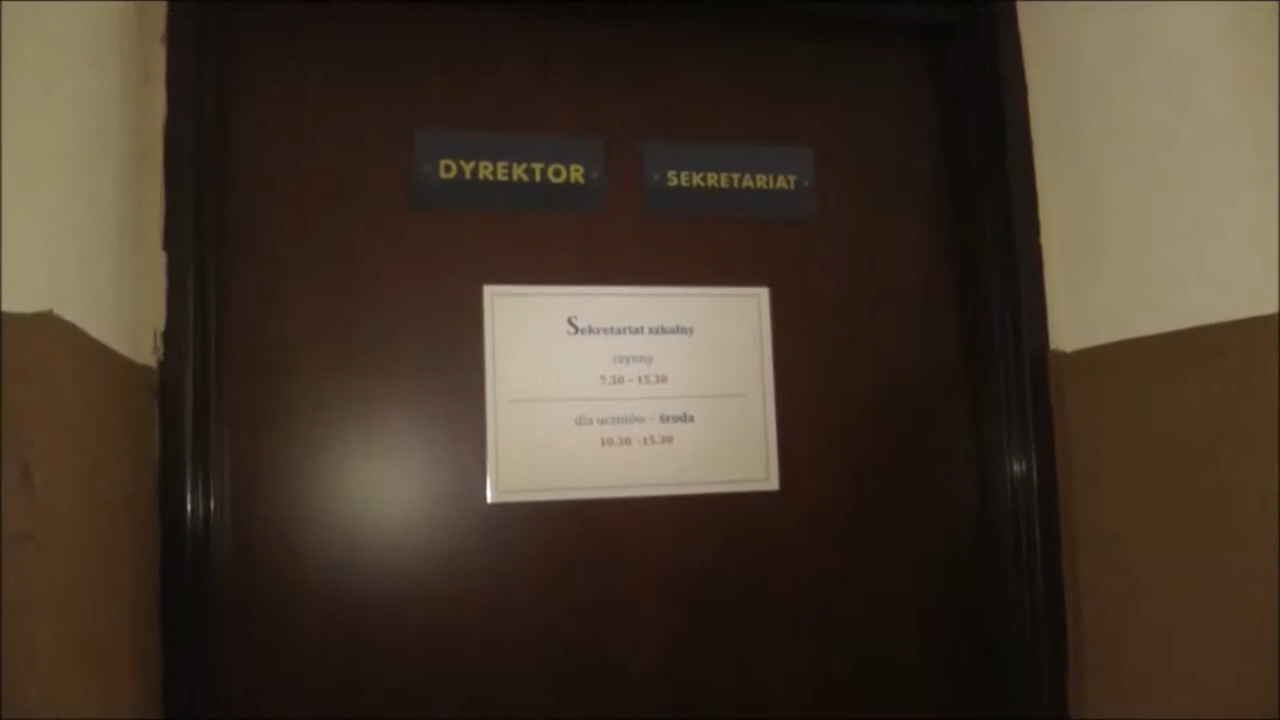 DYREKTOR
SEKRETARIAT
Sekretariat szkolny
czynny
7.30 - 15.30
dla uczniów - środa
10.30 -15.30